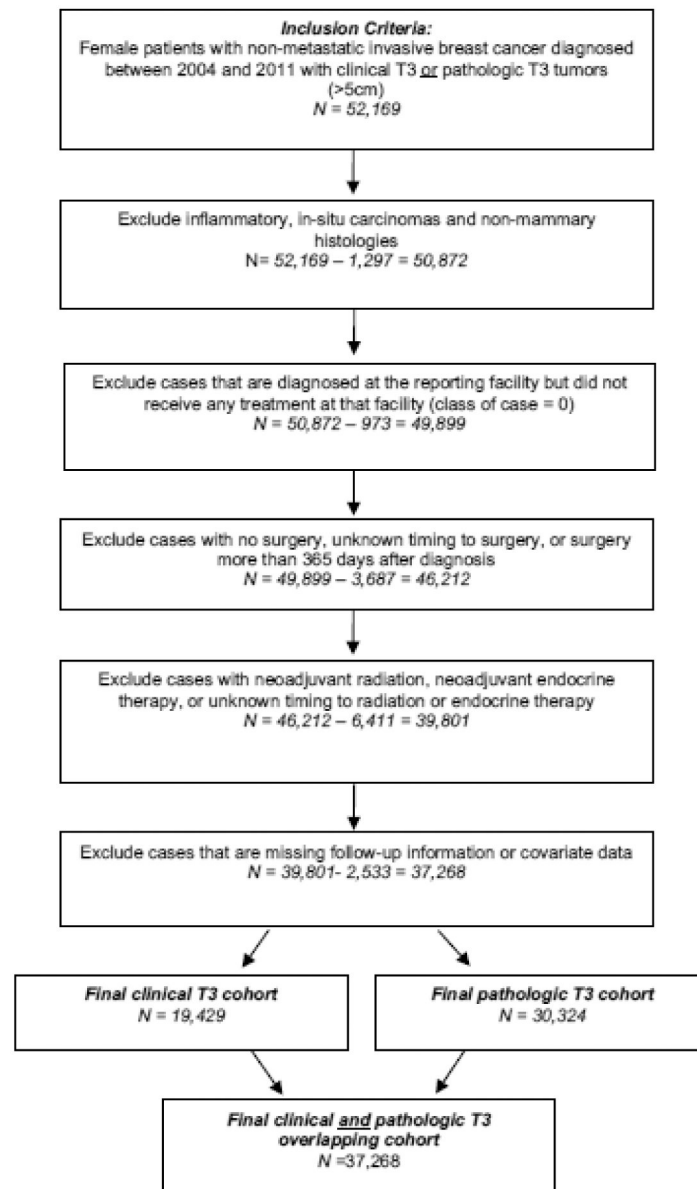 Inclusion Criteria:
Female patients with non-metastatic invasive breast cancer diagnosed
between 2004 and 2011 with clinical T3 or pathologic T3 tumors
(>5cm)
N = 52,169
Exclude inflammatory, in-situ carcinomas and non-mammary
histologies
N= 52,169 – 1,297 = 50,872
Exclude cases that are diagnosed at the reporting facility but did not
receive any treatment at that facility (class of case = 0)
N = 50,872 – 973 = 49,899
Exclude cases with no surgery, unknown timing to surgery, or surgery
more than 365 days after diagnosis
N = 49,899 – 3,687 = 46,212
Exclude cases with neoadjuvant radiation, neoadjuvant endocrine
therapy, or unknown timing to radiation or endocrine therapy
N = 46,212 – 6,411 = 39,801
Exclude cases that are missing follow-up information or covariate data
N = 39,801- 2,533 = 37,268
Final clinical T3 cohort
N = 19,429
Final pathologic T3 cohort
N = 30,324
Final clinical and pathologic T3
overlapping cohort
N =37,268